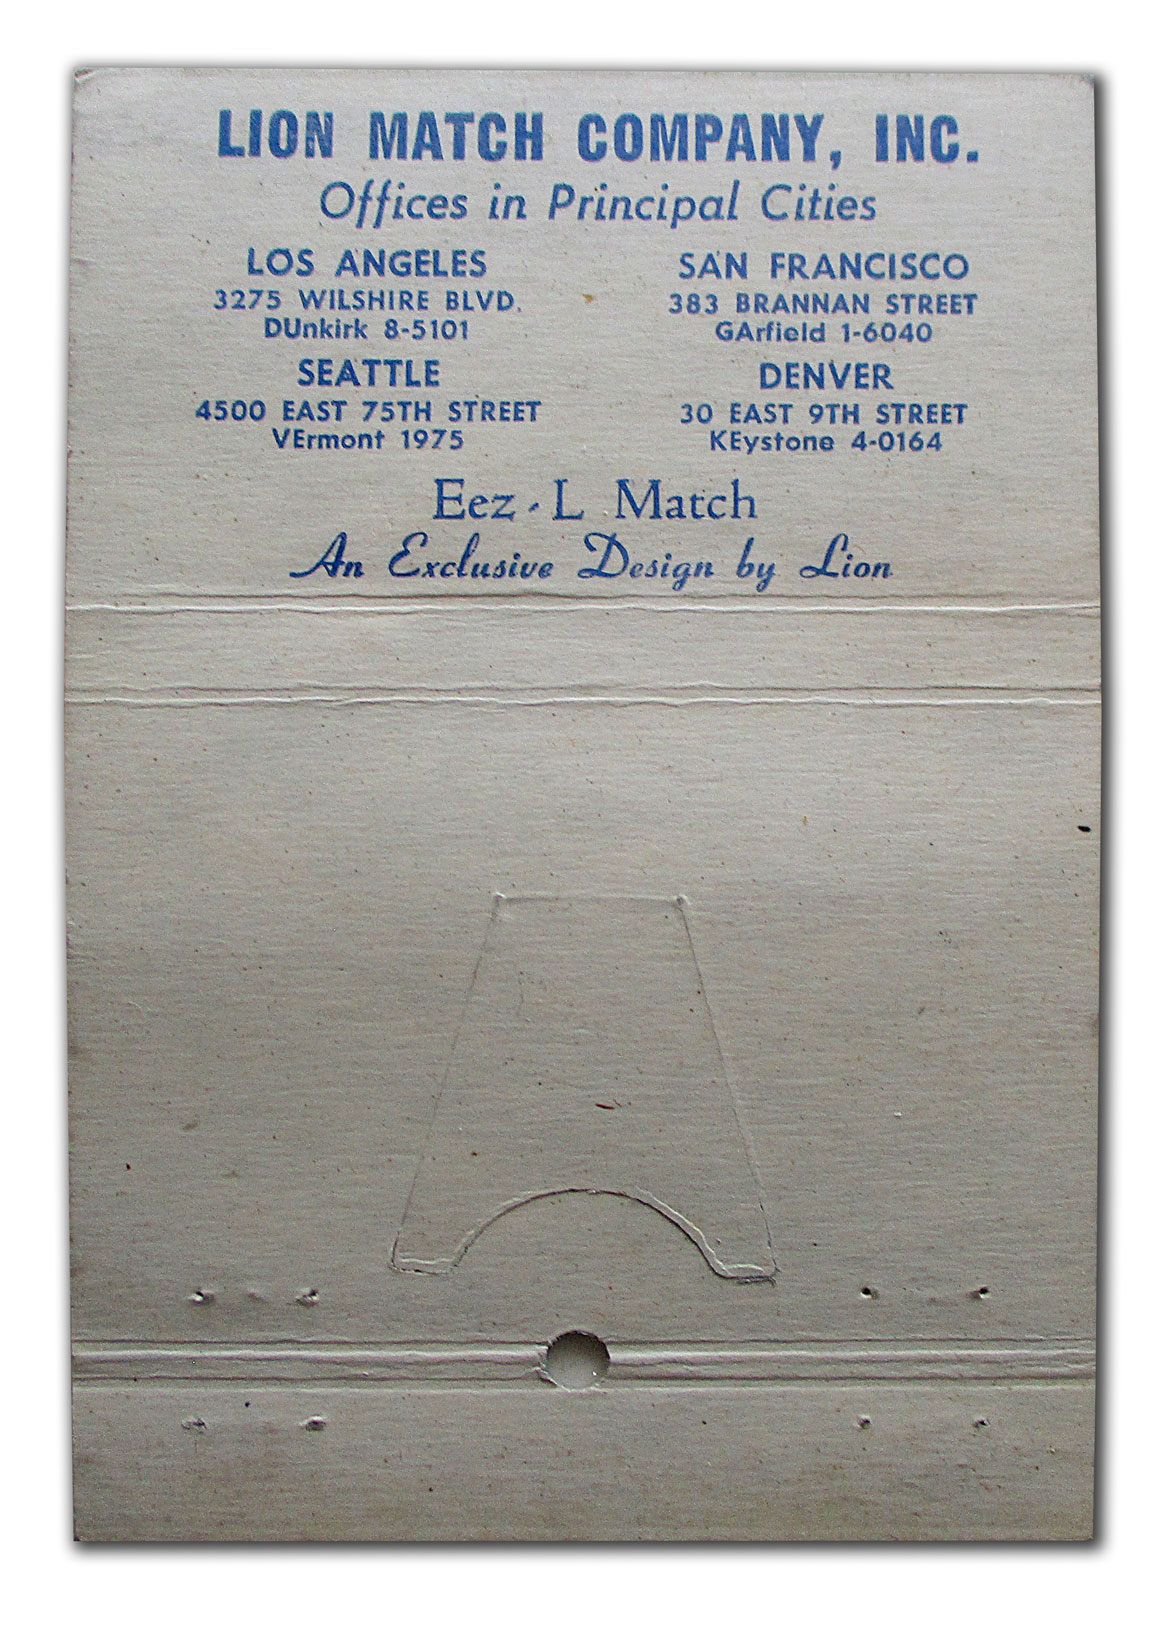 LION MATCH COMPANY, INC.
Offices in Principal Cities
LOS ANGELES
3275 WILSHIRE BLVD.
DUnkirk 8-5101
SAN FRANCISCO
383 BRANNAN STREET
GArfield 1-6040
SEATTLE
4500 EAST 75TH STREET
VErmont 1975
DENVER
30 EAST 9TH STREET
KEystone 4-0164
Eez-L Match
An Exclusive Design by Lion